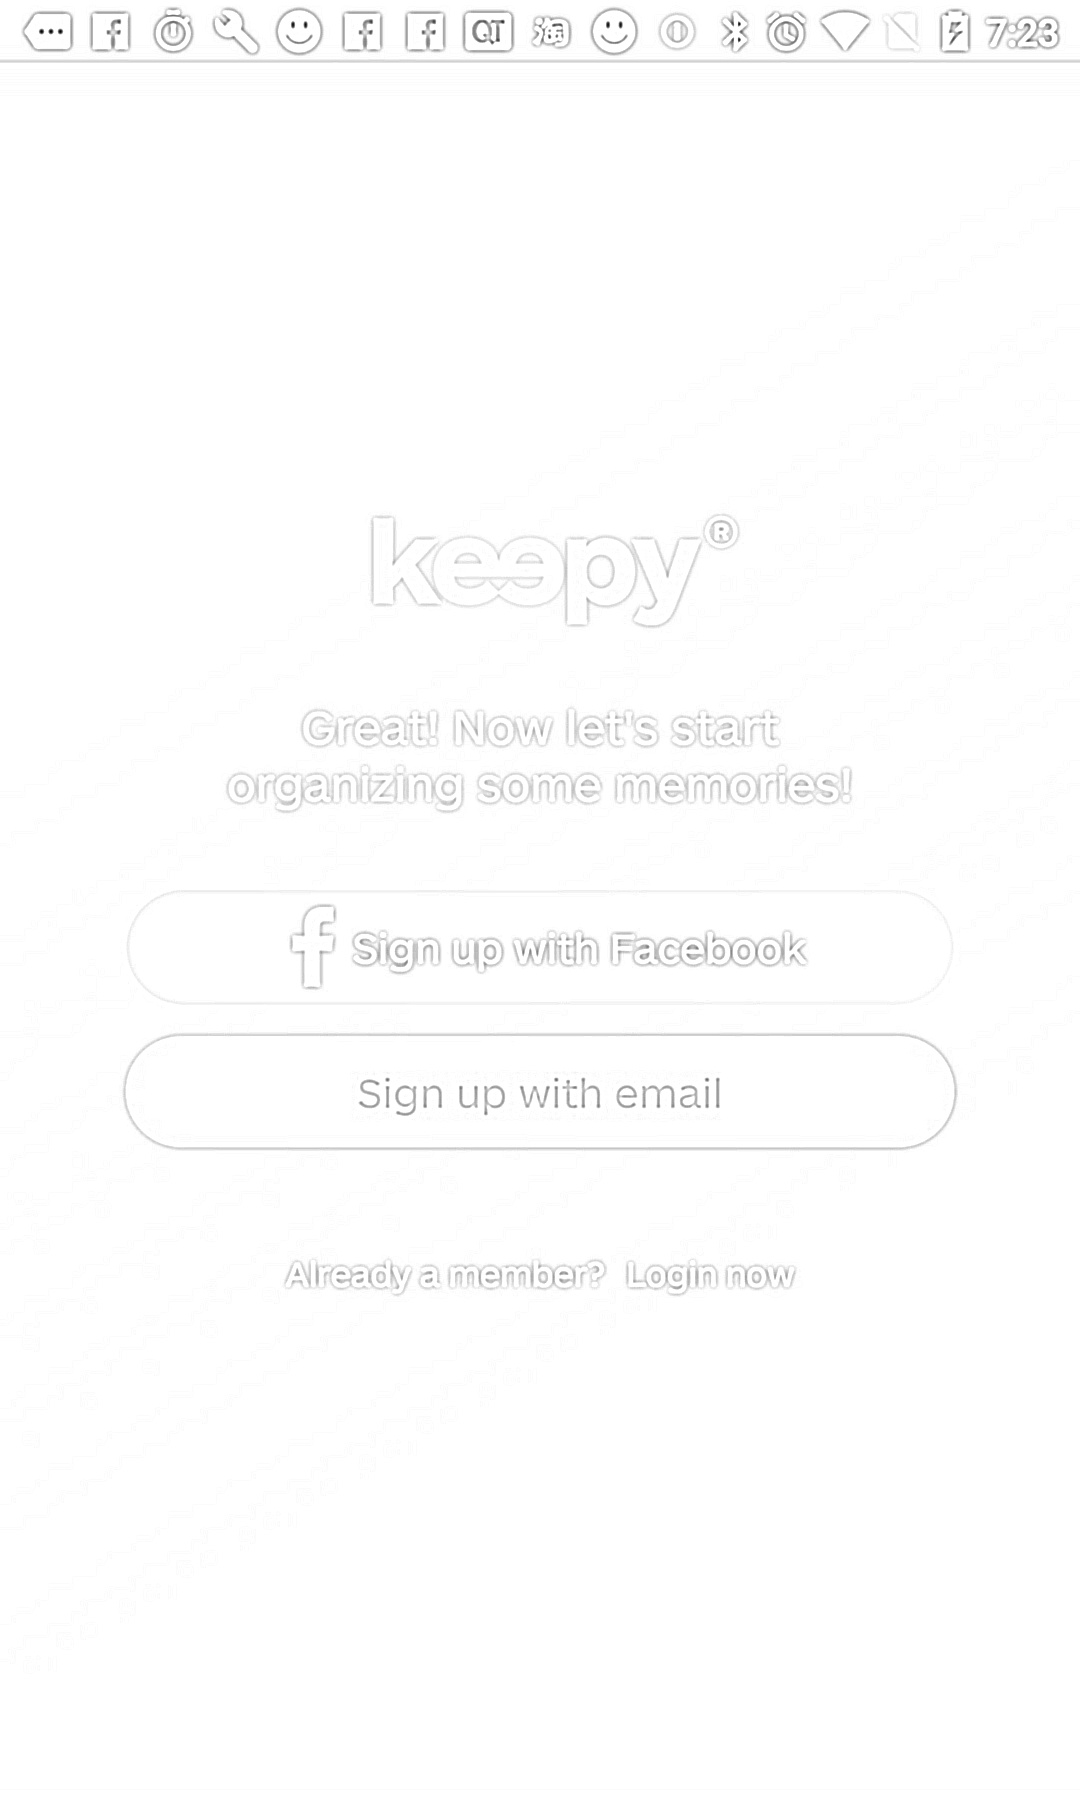 QT 淘 7:23
keepy®
Great! Now let's start
organizing some memories!
f Sign up with Facebook
Sign up with email
Already a member? Login now